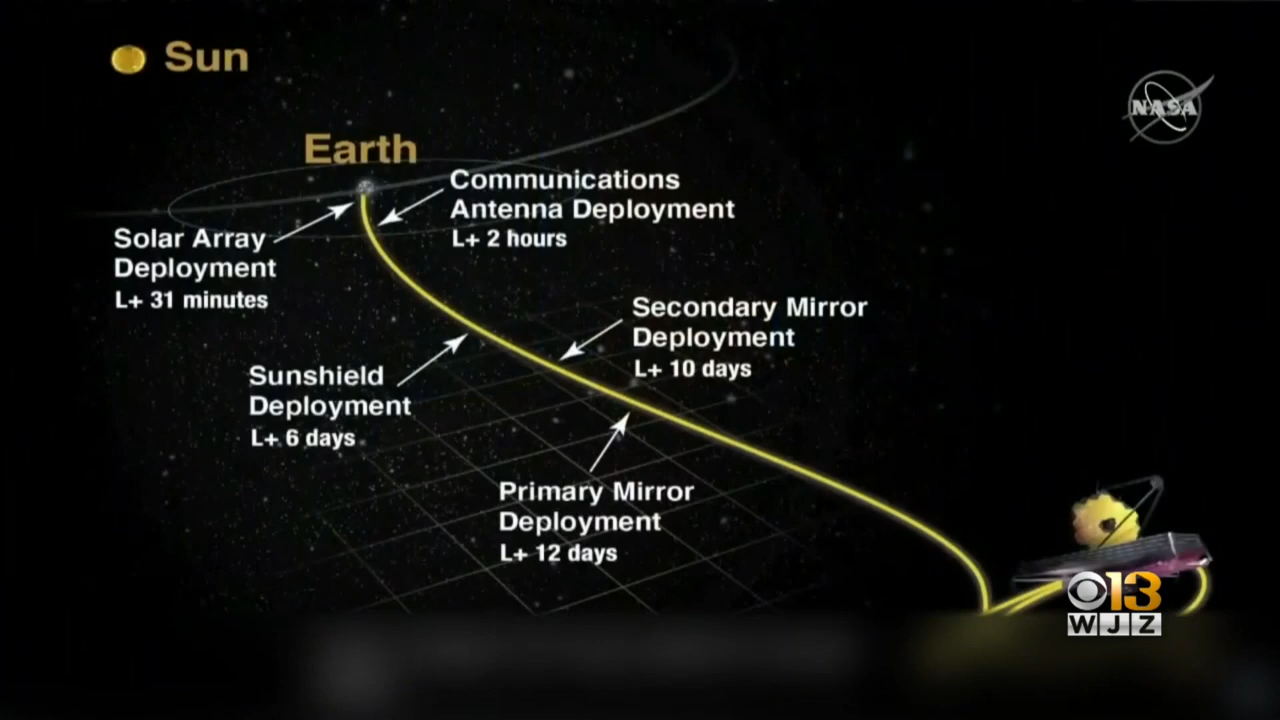 Sun
NASA
Earth
Communications
Antenna Deployment
L+ 2 hours
Solar Array
Deployment
L+ 31 minutes
Secondary Mirror
Deployment
L+ 10 days
Sunshield
Deployment
L+ 6 days
Primary Mirror
Deployment
L+ 12 days
13
WJZ